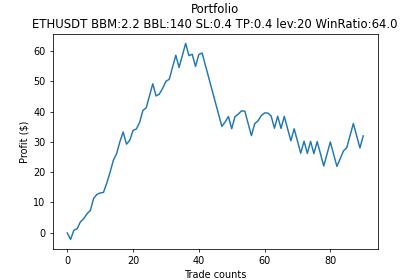 Portfolio
ETHUSDT BBM:2.2 BBL:140 SL:0.4 TP:0.4 lev:20 WinRatio:64.0
60
50
40
30
20
10
0
Profit ($)
0 20 40 60 80
Trade counts